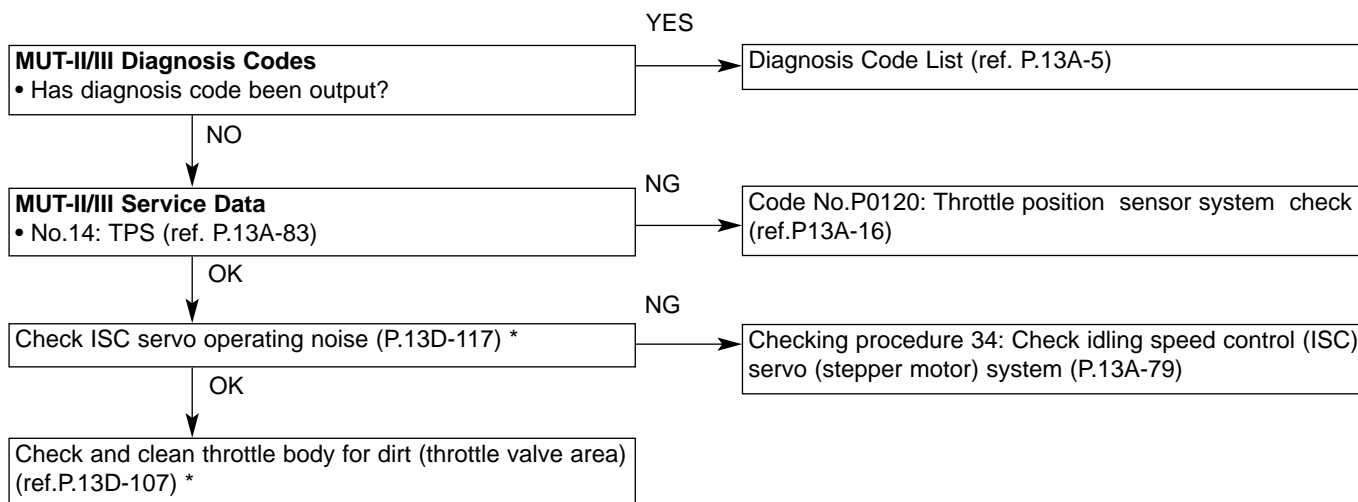 YES
MUT-II/III Diagnosis Codes
• Has diagnosis code been output?
Diagnosis Code List (ref. P.13A-5)
NO
NG
MUT-II/III Service Data
• No.14: TPS (ref. P.13A-83)
Code No.P0120: Throttle position sensor system check
(ref.P13A-16)
OK
NG
Check ISC servo operating noise (P.13D-117) *
Checking procedure 34: Check idling speed control (ISC)
servo (stepper motor) system (P.13A-79)
OK
Check and clean throttle body for dirt (throttle valve area)
(ref.P.13D-107) *